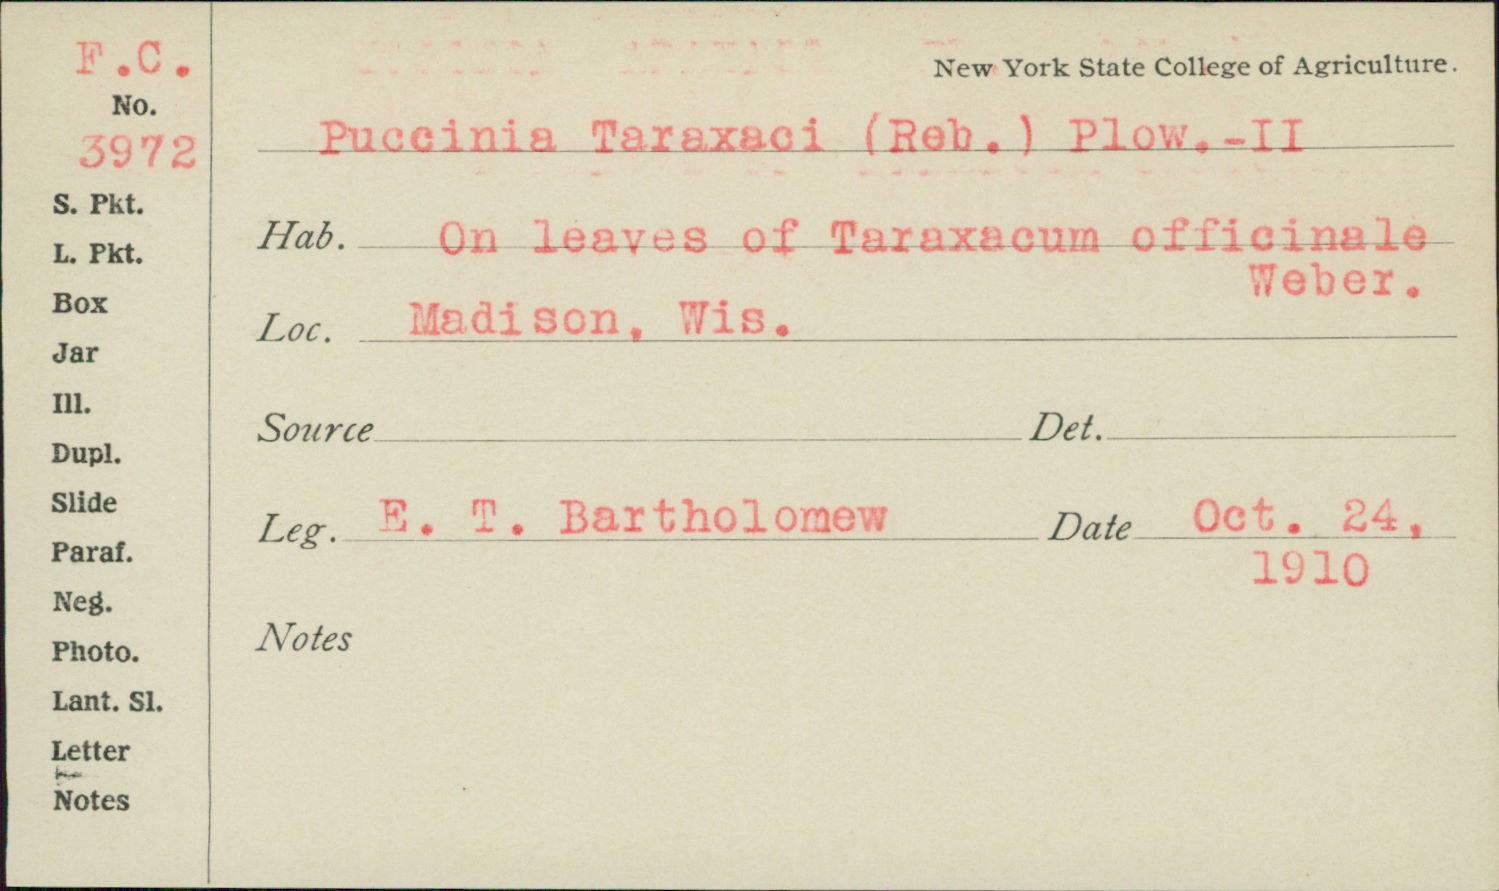 F.C.
No.
3972
S. Pkt.
L. Pkt.
Box
Jar
Ill.
Dupl.
Slide
Paraf.
Neg.
Photo.
Lant. Sl.
Letter
Notes
New York State College of Agriculture.
Puccinia Taraxaci (Reb.) Plow.-II
Hab. On leaves of Taraxacum officinale
Weber.
Loc. Madison, Wis.
Source Det.
Leg. E. T. Bartholomew Date Oct. 24,
1910
Notes